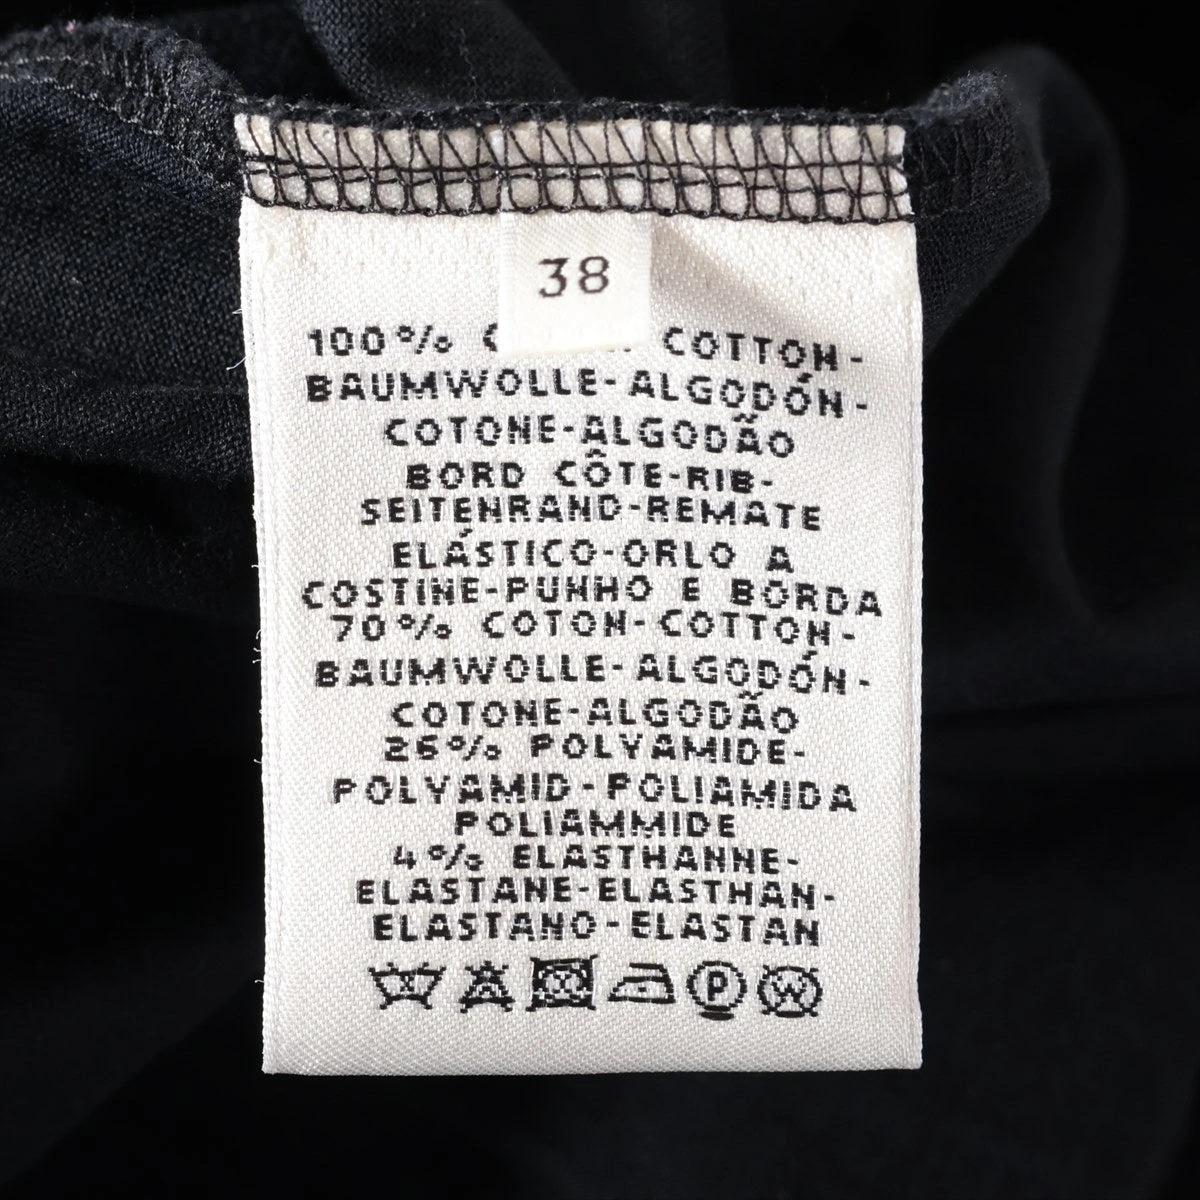 38
100% COTTON-
BAUMWOLLE-ALGODÓN-
COTONE-ALGODÃO
BORD CÔTE-RIB-
SEITENRAND-REMATE
ELÁSTICO-ORLO A
COSTINE-PUNHO E BORDA
70% COTON-COTTON-
BAUMWOLLE-ALGODÓN-
COTONE-ALGODÃO
26% POLYAMIDE-
POLYAMID-POLIAMIDA
POLIAMMIDE
4% ELASTHANNE-
ELASTANE-ELASTHAN-
ELASTANO-ELASTAN
P W